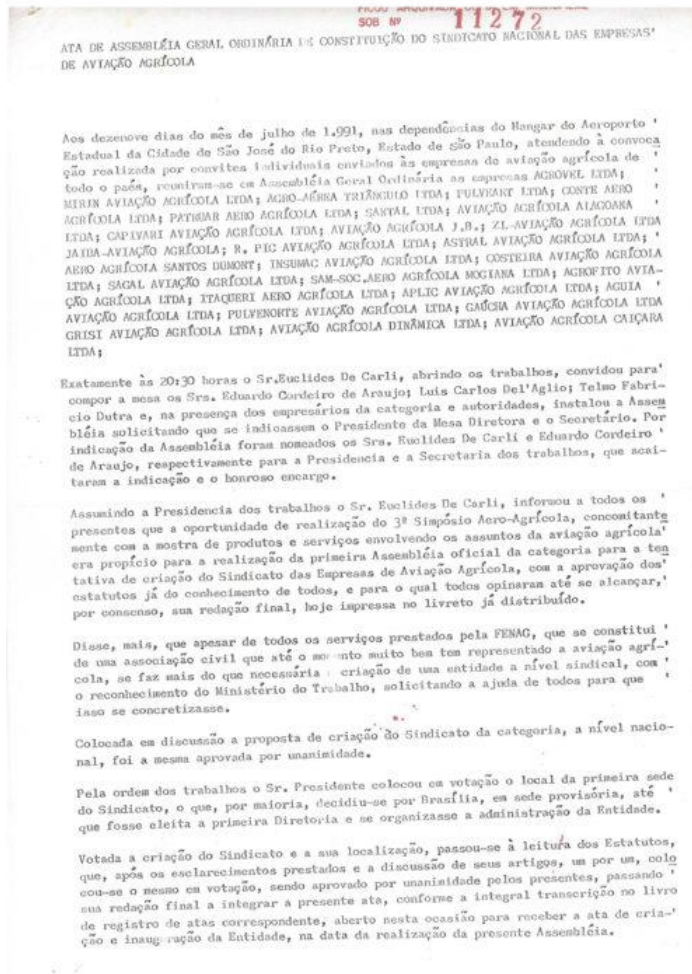 SOB Nº 11272
ATA DE ASSEMBLÉIA GERAL ORDINÁRIA DE CONSTITUIÇÃO DO SINDICATO NACIONAL DAS EMPRESAS'
DE AVIAÇÃO AGRÍCOLA
Aos dezenove dias do mês de julho de 1.991, nas dependências do Hangar do Aeroporto '
Estadual da Cidade de São José do Rio Preto, Estado de São Paulo, atendendo à convoca
ção realizada por convites individuais enviados às empresas de aviação agrícola de '
todo o país, reuniram-se em Assembléia Geral Ordinária as empresas AGROVEL LTDA; '
MIRIN AVIAÇÃO AGRÍCOLA LTDA; AGRO-AÉREA TRIÂNGULO LTDA; PULVERT LTDA; CONTE AERO '
AGRÍCOLA LTDA; PATRUAR AERO AGRÍCOLA LTDA; SANTAL LTDA; AVIAÇÃO AGRÍCOLA ALAGOANA '
LTDA; CAPIVARI AVIAÇÃO AGRÍCOLA LTDA; AVIAÇÃO AGRÍCOLA J.B.; ZL-AVIAÇÃO AGRÍCOLA LTDA
JAIBA-AVIAÇÃO AGRÍCOLA; R. PIC AVIAÇÃO AGRÍCOLA LTDA; ASTRAL AVIAÇÃO AGRÍCOLA LTDA; '
AERO AGRÍCOLA SANTOS DUMONT; INSUMAC AVIAÇÃO AGRÍCOLA LTDA; COSTEIRA AVIAÇÃO AGRÍCOLA
LTDA; SAGAL AVIAÇÃO AGRÍCOLA LTDA; SAM-SOC.AERO AGRÍCOLA MOGIANA LTDA; AGROFITO AVIA-
ÇÃO AGRÍCOLA LTDA; ITAQUERI AERO AGRÍCOLA LTDA; APLIC AVIAÇÃO AGRÍCOLA LTDA; AGUIA '
AVIAÇÃO AGRÍCOLA LTDA; PULVENORTE AVIAÇÃO AGRÍCOLA LTDA; GAÚCHA AVIAÇÃO AGRÍCOLA LTDA
GRISI AVIAÇÃO AGRÍCOLA LTDA; AVIAÇÃO AGRÍCOLA DINÂMICA LTDA; AVIAÇÃO AGRÍCOLA CAIÇARA
LTDA;
Exatamente às 20:30 horas o Sr.Euclides De Carli, abrindo os trabalhos, convidou para'
compor a mesa os Srs. Eduardo Cordeiro de Araujo; Luis Carlos Del'Aglio; Telmo Fabri-
cio Dutra e, na presença dos empresários da categoria e autoridades, instalou a Assem
bléia solicitando que se indicassem o Presidente da Mesa Diretora e o Secretário. Por
indicação da Assembléia foram nomeados os Srs. Euclides De Carli e Eduardo Cordeiro '
de Araujo, respectivamente para a Presidencia e a Secretaria dos trabalhos, que acei-
taram a indicação e o honroso encargo.
Assumindo a Presidencia dos trabalhos o Sr. Euclides De Carli, informou a todos os '
presentes que a oportunidade de realização do 3º Simpósio Aero-Agrícola, concomitante
mente com a mostra de produtos e serviços envolvendo os assuntos da aviação agrícola'
era propício para a realização da primeira Assembléia oficial da categoria para a ten
tativa de criação do Sindicato das Empresas de Aviação Agrícola, com a aprovação dos'
estatutos já do conhecimento de todos, e para o qual todos opinaram até se alcançar,'
por consenso, sua redação final, hoje impressa no livreto já distribuído.
Disse, mais, que apesar de todos os serviços prestados pela FENAG, que se constitui '
de uma associação civil que até o momento muito bem tem representado a aviação agrí-'
cola, se faz mais do que necessária criação de uma entidade a nível sindical, com '
o reconhecimento do Ministério do Trabalho, solicitando a ajuda de todos para que '
isso se concretizasse.
Colocada em discussão a proposta de criação do Sindicato da categoria, a nível nacio-
nal, foi a mesma aprovada por unanimidade.
Pela ordem dos trabalhos o Sr. Presidente colocou em votação o local da primeira sede
do Sindicato, o que, por maioria, decidiu-se por Brasília, em sede provisória, até '
que fosse eleita a primeira Diretoria e se organizasse a administração da Entidade.
Votada a criação do Sindicato e a sua localização, passou-se à leitura dos Estatutos,
que, após os esclarecimentos prestados e a discussão de seus artigos, um por um, colo
cou-se o mesmo em votação, sendo aprovado por unanimidade pelos presentes, passando '
sua redação final a integrar a presente ata, conforme a integral transcrição no livro
de registro de atas correspondente, aberto nesta ocasião para receber a ata de cria-'
ção e inauguração da Entidade, na data da realização da presente Assembléia.